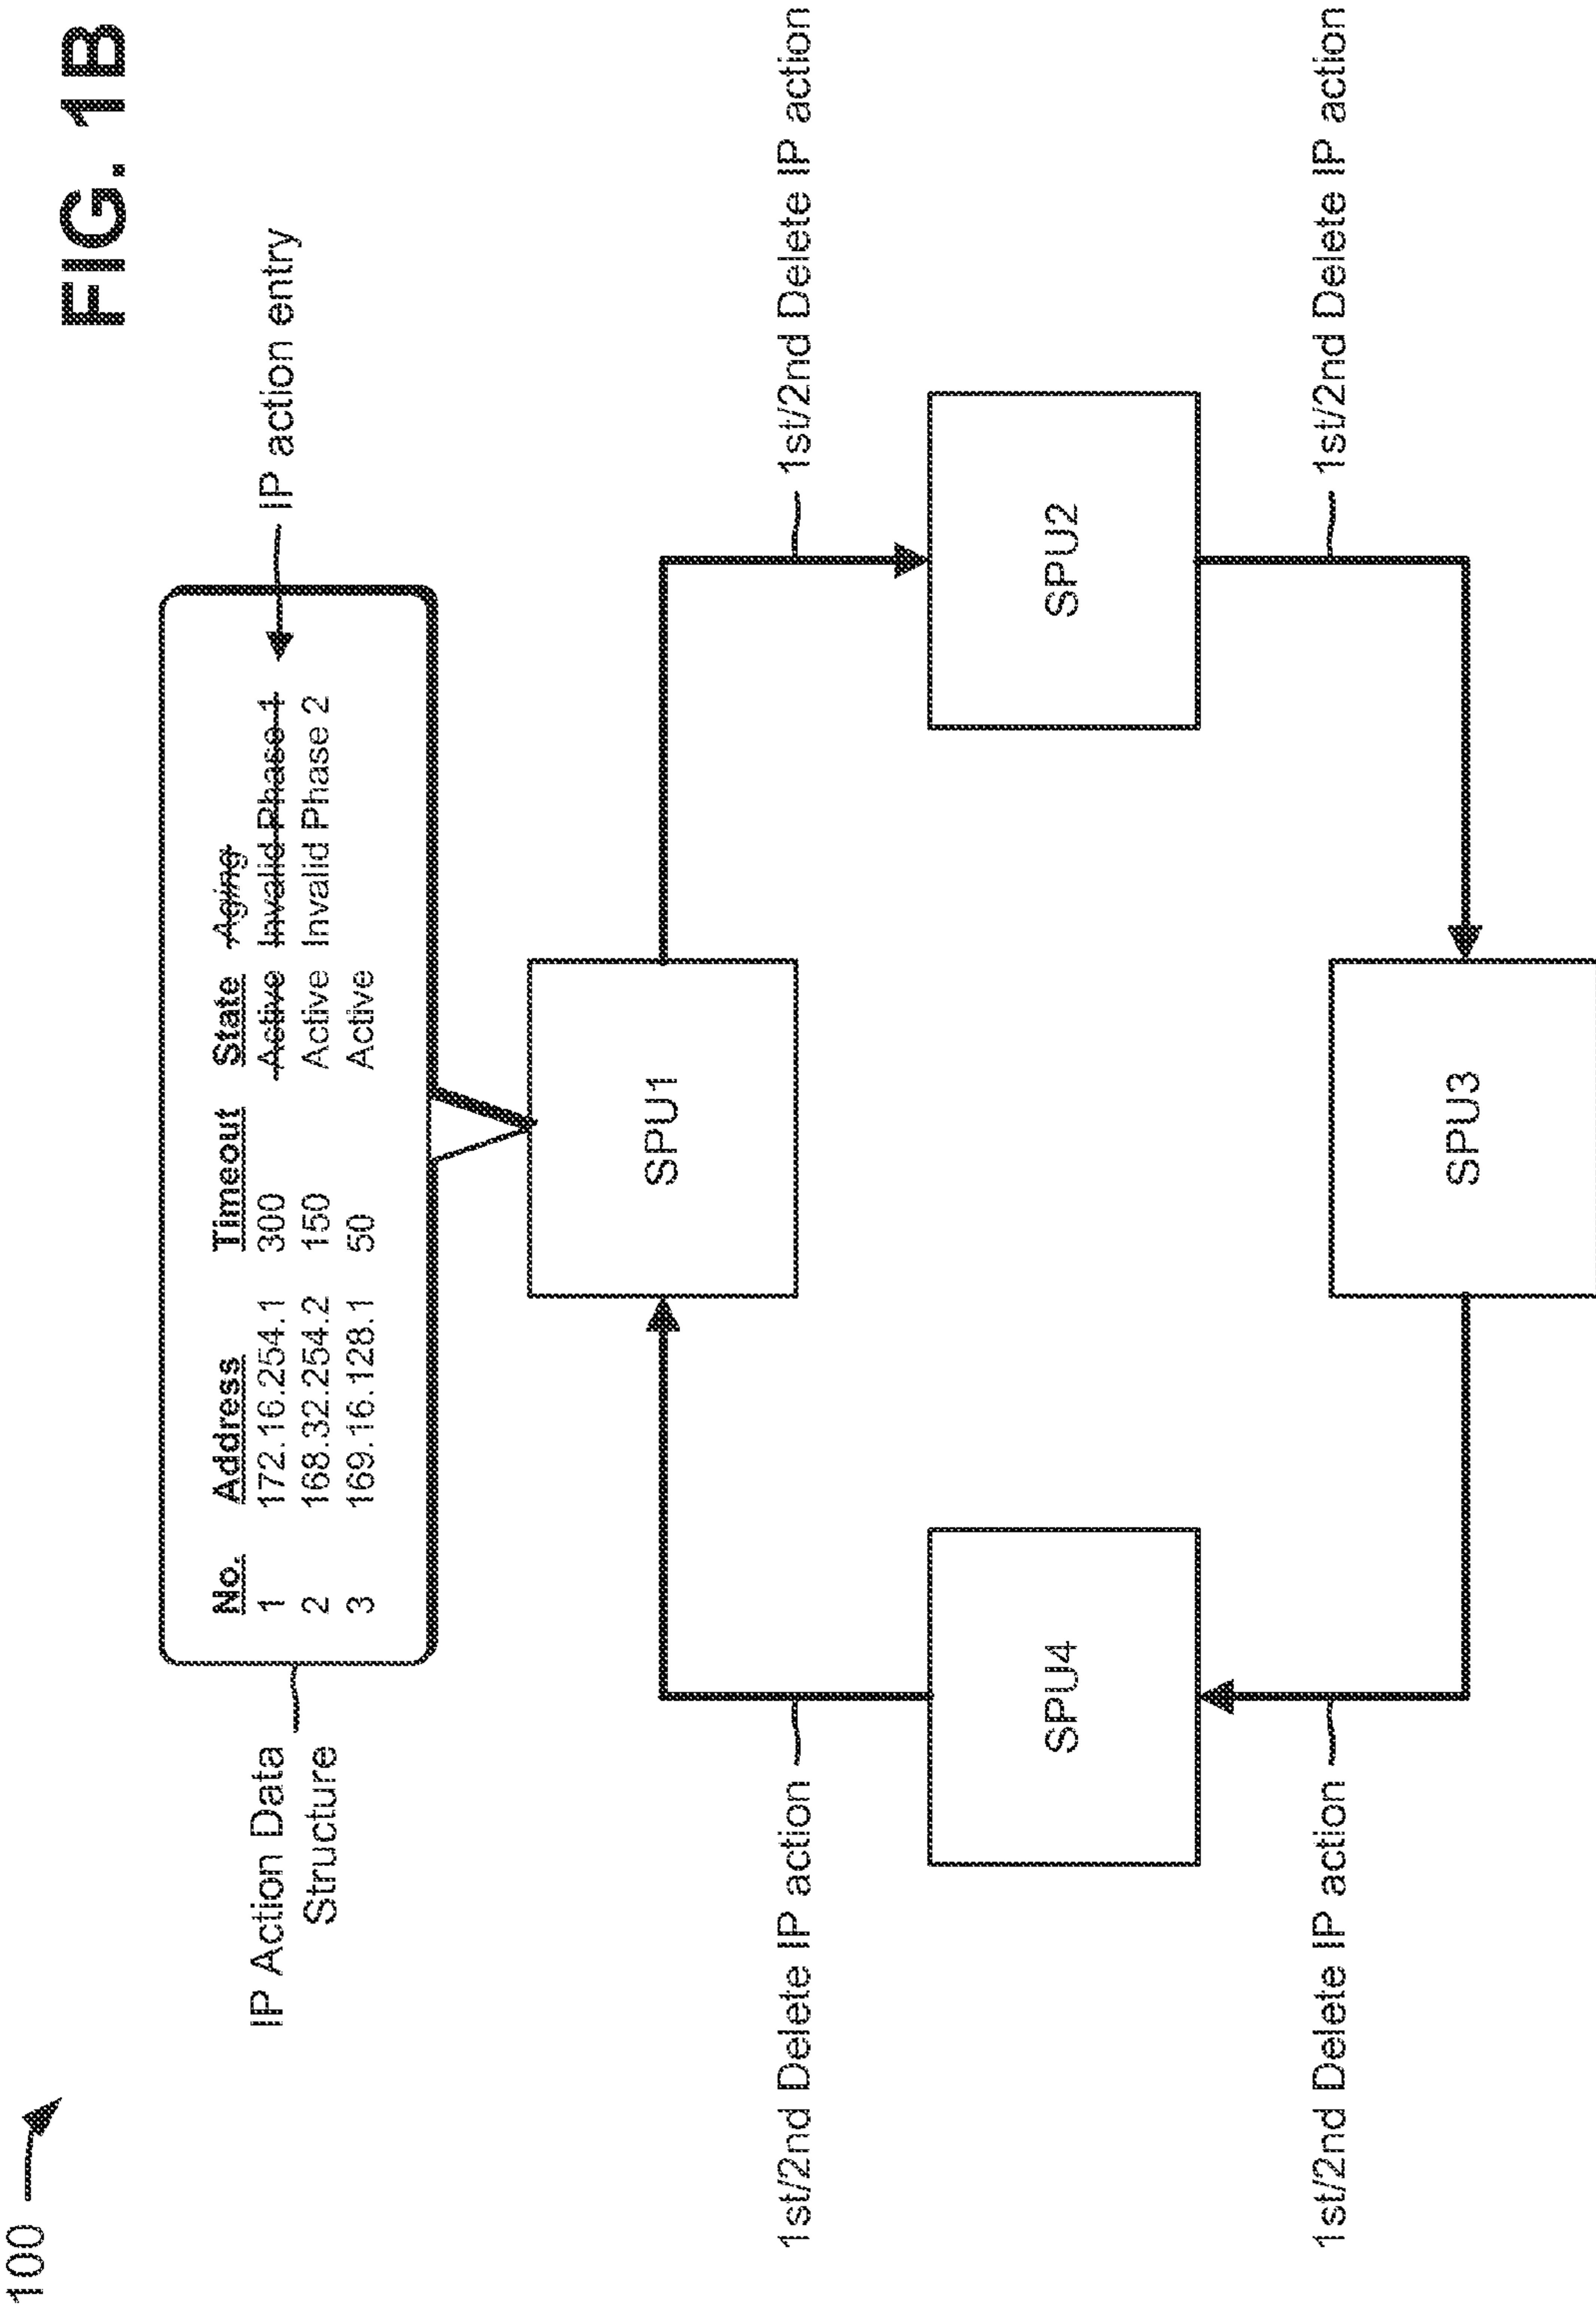 100
FIG. 1B
IP Action Data
Structure
No. Address Timeout State Aging
1 172.16.254.1 300 Active Invalid Phase 1
2 168.32.254.2 150 Active Invalid Phase 2
3 169.16.128.1 50 Active
IP action entry
SPU1
1st/2nd Delete IP action
1st/2nd Delete IP action
SPU4
SPU2
1st/2nd Delete IP action
1st/2nd Delete IP action
SPU3